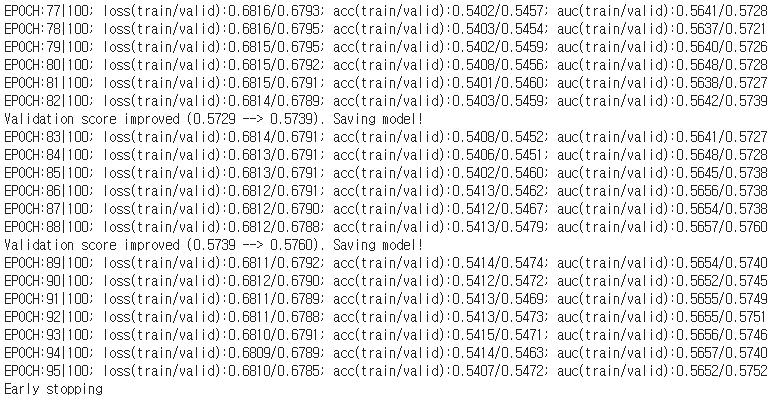 EPOCH:77|100; loss(train/valid):0.6816/0.6793; acc(train/valid):0.5402/0.5457; auc(train/valid):0.5641/0.5728
EPOCH:78|100; loss(train/valid):0.6816/0.6795; acc(train/valid):0.5403/0.5454; auc(train/valid):0.5637/0.5721
EPOCH:79|100; loss(train/valid):0.6815/0.6795; acc(train/valid):0.5402/0.5459; auc(train/valid):0.5640/0.5726
EPOCH:80|100; loss(train/valid):0.6815/0.6792; acc(train/valid):0.5408/0.5456; auc(train/valid):0.5648/0.5728
EPOCH:81|100; loss(train/valid):0.6815/0.6791; acc(train/valid):0.5401/0.5460; auc(train/valid):0.5638/0.5727
EPOCH:82|100; loss(train/valid):0.6814/0.6789; acc(train/valid):0.5403/0.5459; auc(train/valid):0.5642/0.5739
Validation score improved (0.5729 --> 0.5739). Saving model!
EPOCH:83|100; loss(train/valid):0.6814/0.6791; acc(train/valid):0.5408/0.5452; auc(train/valid):0.5641/0.5727
EPOCH:84|100; loss(train/valid):0.6813/0.6791; acc(train/valid):0.5406/0.5451; auc(train/valid):0.5648/0.5728
EPOCH:85|100; loss(train/valid):0.6813/0.6791; acc(train/valid):0.5402/0.5460; auc(train/valid):0.5645/0.5738
EPOCH:86|100; loss(train/valid):0.6812/0.6791; acc(train/valid):0.5413/0.5462; auc(train/valid):0.5656/0.5738
EPOCH:87|100; loss(train/valid):0.6812/0.6790; acc(train/valid):0.5412/0.5467; auc(train/valid):0.5654/0.5738
EPOCH:88|100; loss(train/valid):0.6812/0.6788; acc(train/valid):0.5413/0.5479; auc(train/valid):0.5657/0.5760
Validation score improved (0.5739 --> 0.5760). Saving model!
EPOCH:89|100; loss(train/valid):0.6811/0.6792; acc(train/valid):0.5414/0.5474; auc(train/valid):0.5654/0.5740
EPOCH:90|100; loss(train/valid):0.6812/0.6790; acc(train/valid):0.5412/0.5472; auc(train/valid):0.5652/0.5745
EPOCH:91|100; loss(train/valid):0.6811/0.6789; acc(train/valid):0.5413/0.5469; auc(train/valid):0.5655/0.5749
EPOCH:92|100; loss(train/valid):0.6811/0.6788; acc(train/valid):0.5413/0.5473; auc(train/valid):0.5655/0.5751
EPOCH:93|100; loss(train/valid):0.6810/0.6791; acc(train/valid):0.5415/0.5471; auc(train/valid):0.5656/0.5746
EPOCH:94|100; loss(train/valid):0.6809/0.6789; acc(train/valid):0.5414/0.5463; auc(train/valid):0.5657/0.5740
EPOCH:95|100; loss(train/valid):0.6810/0.6785; acc(train/valid):0.5407/0.5472; auc(train/valid):0.5652/0.5752
Early stopping